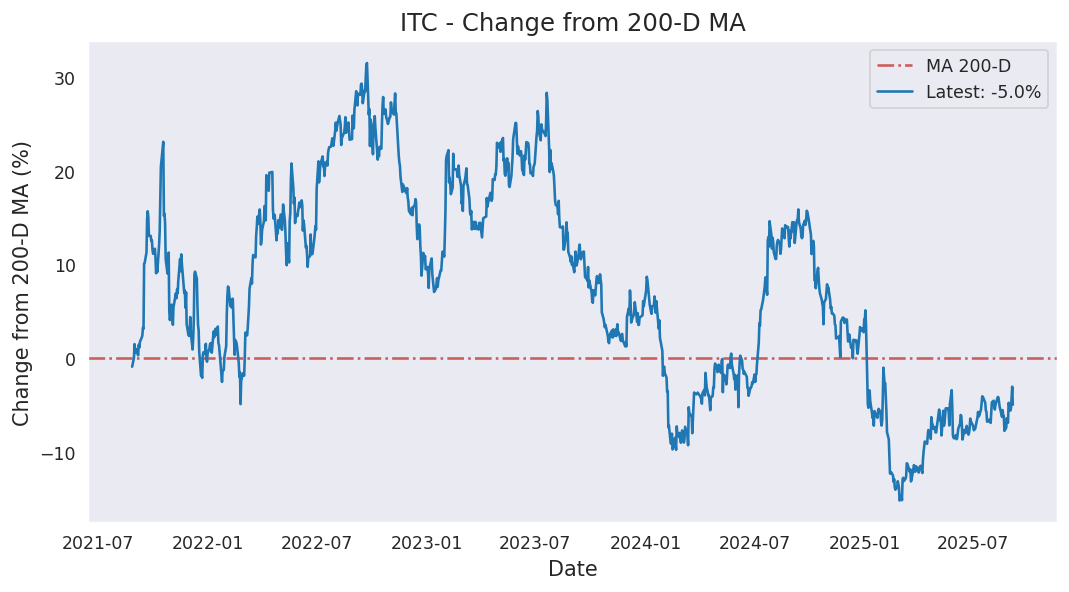 ITC - Change from 200-D MA
MA 200-D
Latest: -5.0%
Change from 200-D MA (%)
30
20
10
0
−10
2021-07 2022-01 2022-07 2023-01 2023-07 2024-01 2024-07 2025-01 2025-07
Date